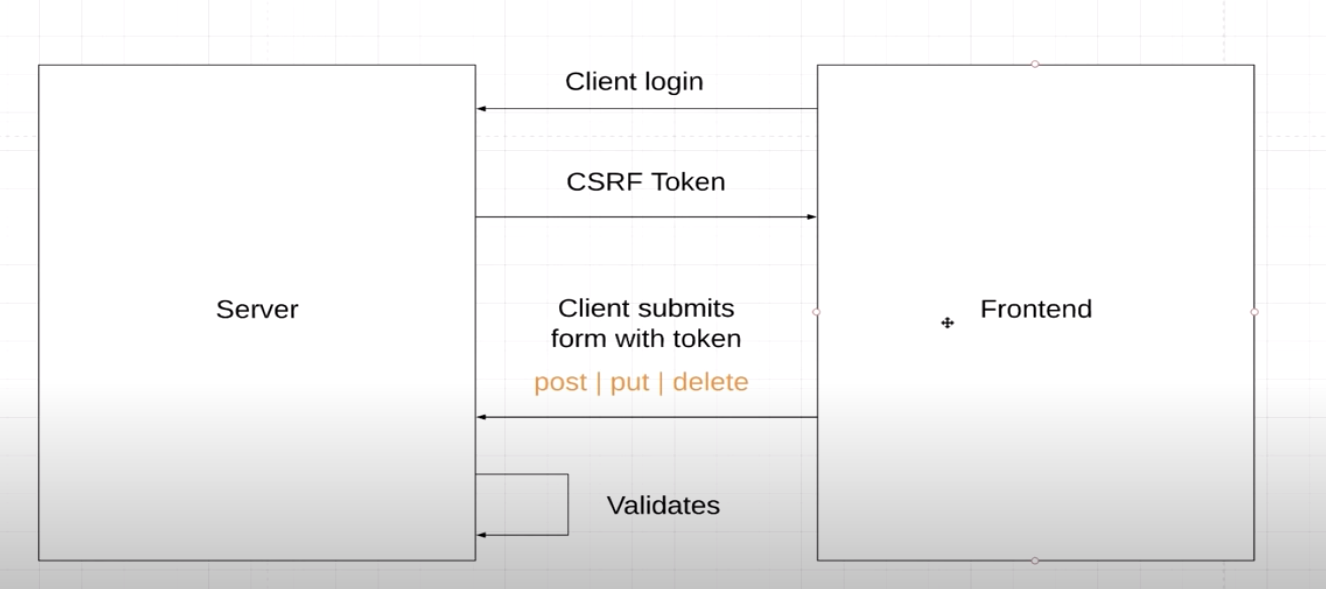 Client login
CSRF Token
Server
Client submits
form with token
post | put | delete
Frontend
Validates